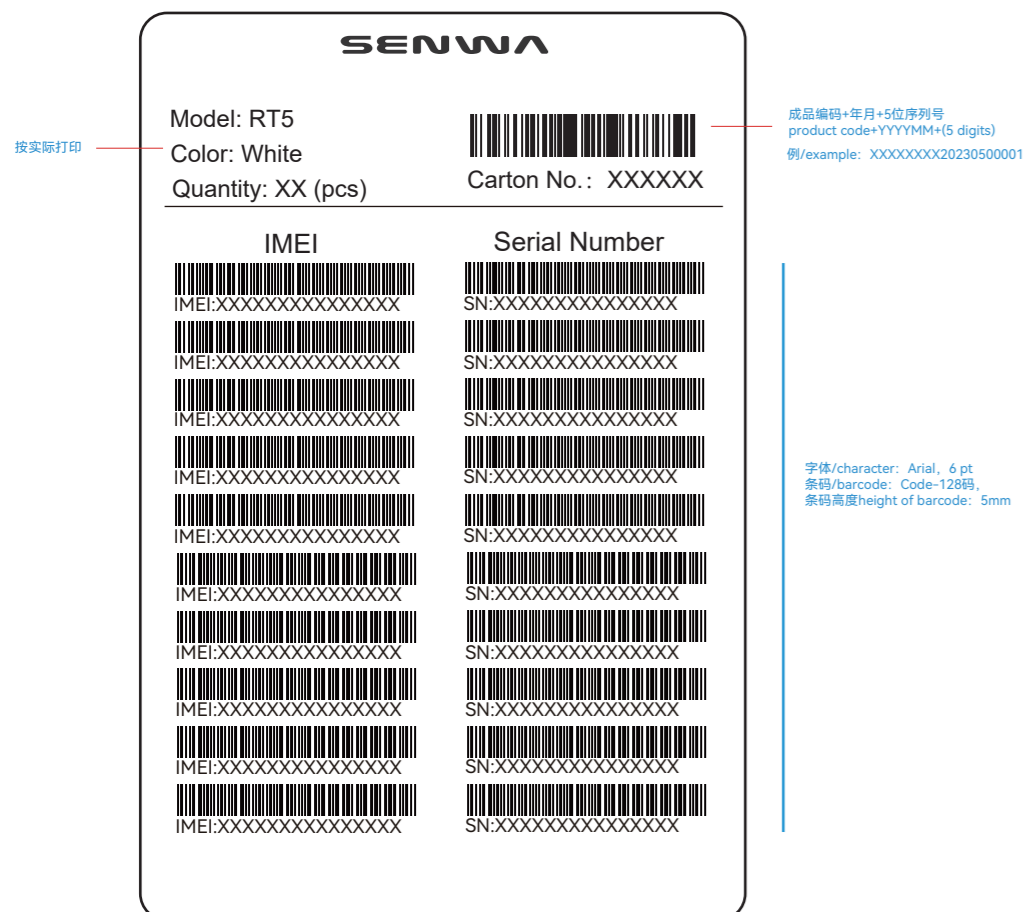 SENWA
Model: RT5
Color: White
Quantity: XX (pcs)
Carton No.: XXXXXX
按实际打印
成品编码+年月+5位序列号
product code+YYYYMM+(5 digits)
例/example: XXXXXXXX20230500001
IMEI
Serial Number
IMEI:XXXXXXXXXXXXXXX
SN:XXXXXXXXXXXXXXX
IMEI:XXXXXXXXXXXXXXX
SN:XXXXXXXXXXXXXXX
IMEI:XXXXXXXXXXXXXXX
SN:XXXXXXXXXXXXXXX
IMEI:XXXXXXXXXXXXXXX
SN:XXXXXXXXXXXXXXX
IMEI:XXXXXXXXXXXXXXX
SN:XXXXXXXXXXXXXXX
IMEI:XXXXXXXXXXXXXXX
SN:XXXXXXXXXXXXXXX
IMEI:XXXXXXXXXXXXXXX
SN:XXXXXXXXXXXXXXX
IMEI:XXXXXXXXXXXXXXX
SN:XXXXXXXXXXXXXXX
IMEI:XXXXXXXXXXXXXXX
SN:XXXXXXXXXXXXXXX
IMEI:XXXXXXXXXXXXXXX
SN:XXXXXXXXXXXXXXX
字体/character: Arial, 6 pt
条码/barcode: Code-128码,
条码高度height of barcode: 5mm